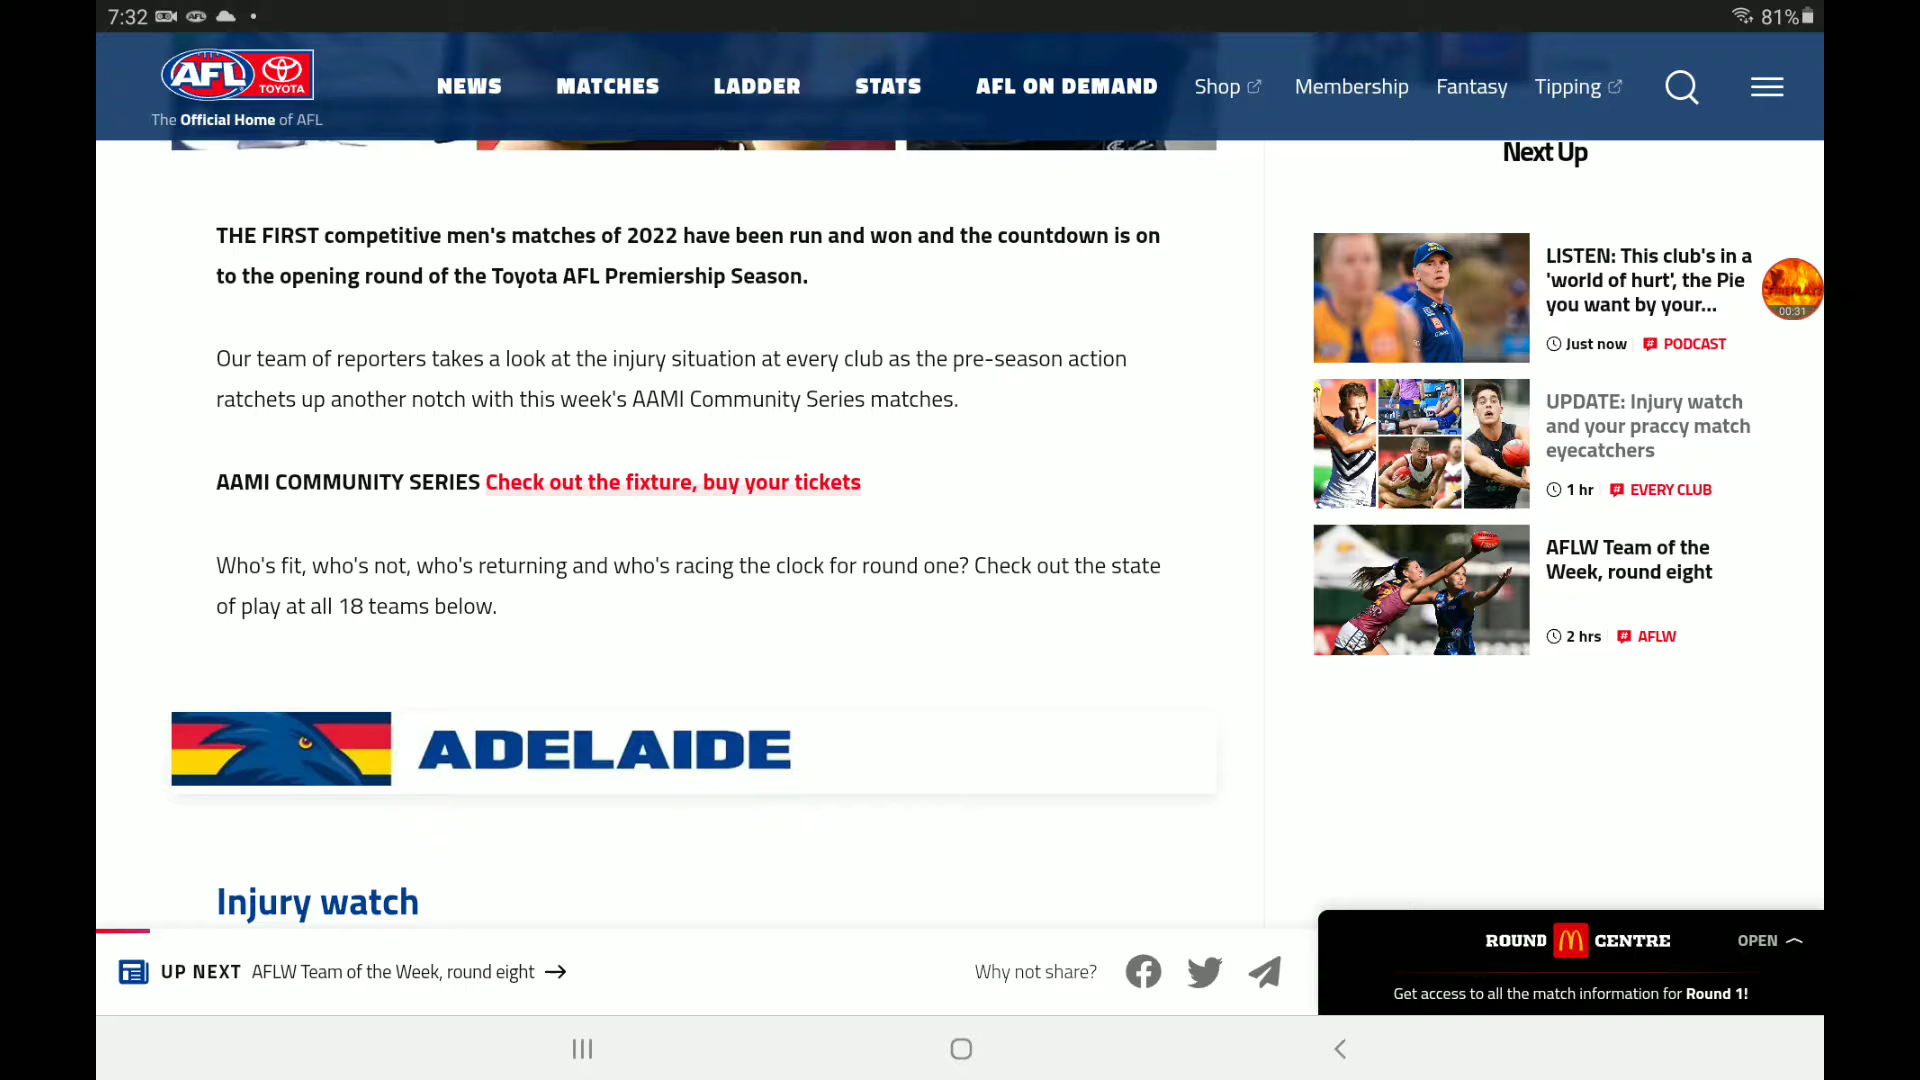 7:32
81%
AFL
TOYOTA
The Official Home of AFL
NEWS
MATCHES
LADDER
STATS
AFL ON DEMAND
Shop
Membership
Fantasy
Tipping
THE FIRST competitive men's matches of 2022 have been run and won and the countdown is on
to the opening round of the Toyota AFL Premiership Season.
Our team of reporters takes a look at the injury situation at every club as the pre-season action
ratchets up another notch with this week's AAMI Community Series matches.
AAMI COMMUNITY SERIES Check out the fixture, buy your tickets
Who's fit, who's not, who's returning and who's racing the clock for round one? Check out the state
of play at all 18 teams below.
ADELAIDE
Injury watch
Next Up
LISTEN: This club's in a
'world of hurt', the Pie
you want by your...
Just now
PODCAST
00:31
UPDATE: Injury watch
and your praccy match
eyecatchers
1 hr
EVERY CLUB
AFLW Team of the
Week, round eight
2 hrs
AFLW
UP NEXT AFLW Team of the Week, round eight →
Why not share?
ROUND CENTRE
OPEN
Get access to all the match information for Round 1!